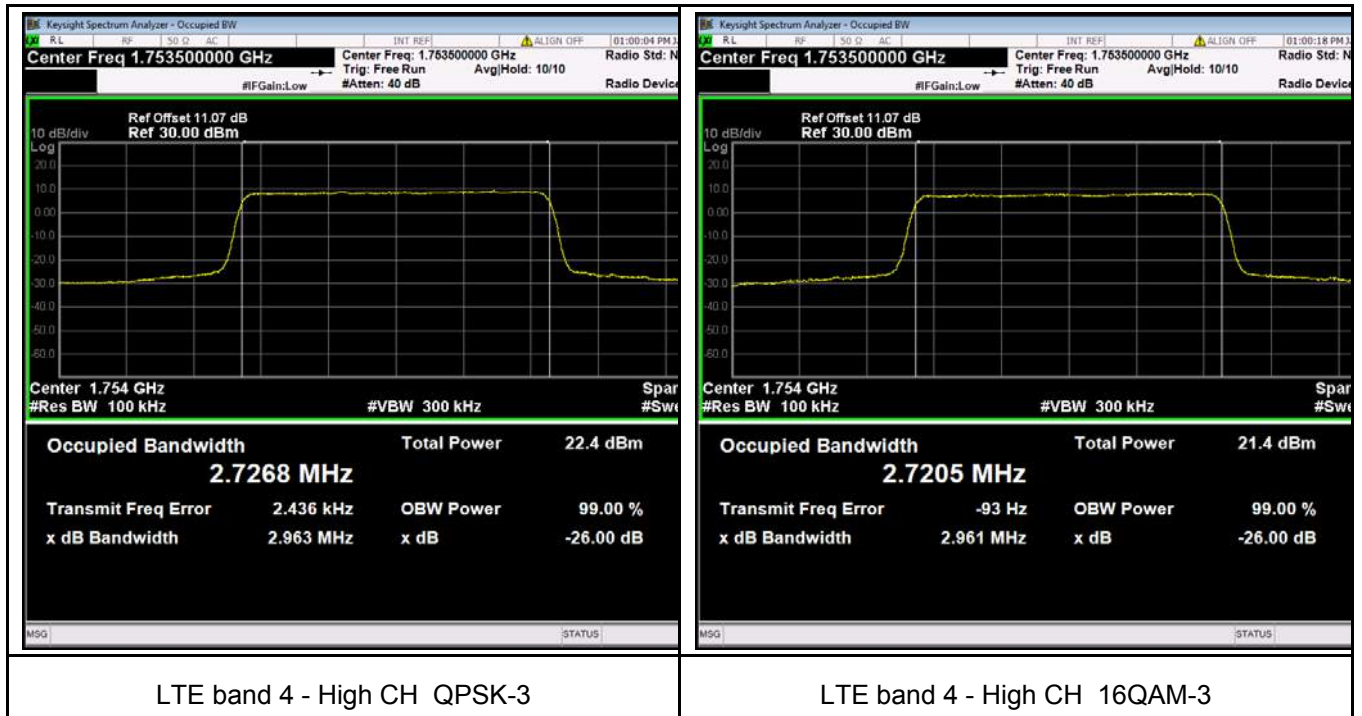 Keysight Spectrum Analyzer - Occupied BW
RL RF 50 Ω AC INT REF ALIGN OFF 01:00:04 PM
Center Freq 1.753500000 GHz
Center Freq: 1.753500000 GHz
Radio Std: N
Trig: Free Run Avg|Hold: 10/10
#IFGain:Low
#Atten: 40 dB
Radio Device
Ref Offset 11.07 dB
10 dB/div Ref 30.00 dBm
Log
20.0
10.0
0.00
-10.0
-20.0
-30.0
-40.0
-50.0
-60.0
Center 1.754 GHz
Span
#Res BW 100 kHz #VBW 300 kHz #Swe
Occupied Bandwidth Total Power 22.4 dBm
2.7268 MHz
Transmit Freq Error 2.436 kHz OBW Power 99.00 %
x dB Bandwidth 2.963 MHz x dB -26.00 dB
MSG STATUS
LTE band 4 - High CH QPSK-3
Keysight Spectrum Analyzer - Occupied BW
RL RF 50 Ω AC INT REF ALIGN OFF 01:00:18 PM
Center Freq 1.753500000 GHz
Center Freq: 1.753500000 GHz
Radio Std: N
Trig: Free Run Avg|Hold: 10/10
#IFGain:Low
#Atten: 40 dB
Radio Device
Ref Offset 11.07 dB
10 dB/div Ref 30.00 dBm
Log
20.0
10.0
0.00
-10.0
-20.0
-30.0
-40.0
-50.0
-60.0
Center 1.754 GHz
Span
#Res BW 100 kHz #VBW 300 kHz #Swe
Occupied Bandwidth Total Power 21.4 dBm
2.7205 MHz
Transmit Freq Error -93 Hz OBW Power 99.00 %
x dB Bandwidth 2.961 MHz x dB -26.00 dB
MSG STATUS
LTE band 4 - High CH 16QAM-3